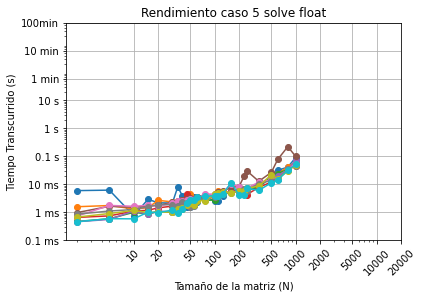 Rendimiento caso 5 solve float
Tiempo Transcurrido (s)
100min
10 min
1 min
10 s
1 s
0.1 s
10 ms
1 ms
0.1 ms
10
20
50
100
200
500
1000
2000
5000
10000
20000
Tamaño de la matriz (N)